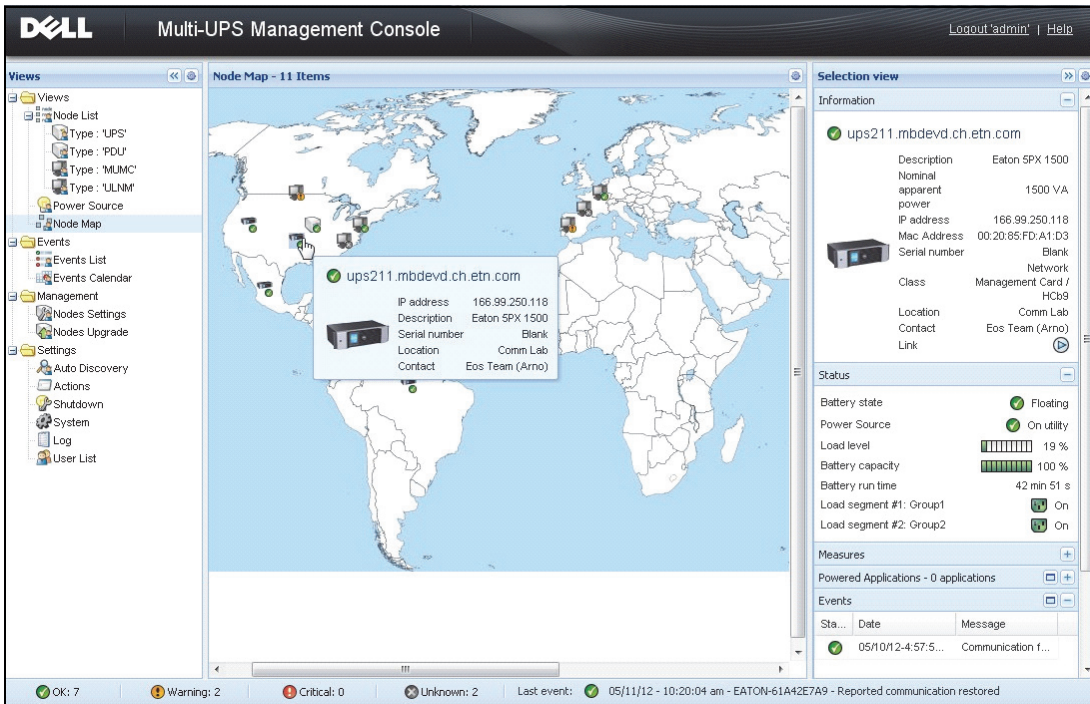 DELL Multi-UPS Management Console Logout 'admin' | Help
Views
Views
Node List
Type : 'UPS'
Type : 'PDU'
Type : 'MUMC'
Type : 'ULNM'
Power Source
Node Map
Events
Events List
Events Calendar
Management
Nodes Settings
Nodes Upgrade
Settings
Auto Discovery
Actions
Shutdown
System
Log
User List
Node Map - 11 Items
ups211.mbdevd.ch.etn.com
IP address 166.99.250.118
Description Eaton 5PX 1500
Serial number Blank
Location Comm Lab
Contact Eos Team (Arno)
Selection view
Information
ups211.mbdevd.ch.etn.com
Description Eaton 5PX 1500
Nominal
apparent 1500 VA
power
IP address 166.99.250.118
Mac Address 00:20:85:FD:A1:D3
Serial number Blank
Network
Class Management Card /
HCb9
Location Comm Lab
Contact Eos Team (Arno)
Link
Status
Battery state Floating
Power Source On utility
Load level 19 %
Battery capacity 100 %
Battery run time 42 min 51 s
Load segment #1: Group1 On
Load segment #2: Group2 On
Measures
Powered Applications - 0 applications
Events
Sta... Date Message
05/10/12-4:57:5... Communication f...
OK: 7 Warning: 2 Critical: 0 Unknown: 2 Last event: 05/11/12 - 10:20:04 am - EATON-61A42E7A9 - Reported communication restored